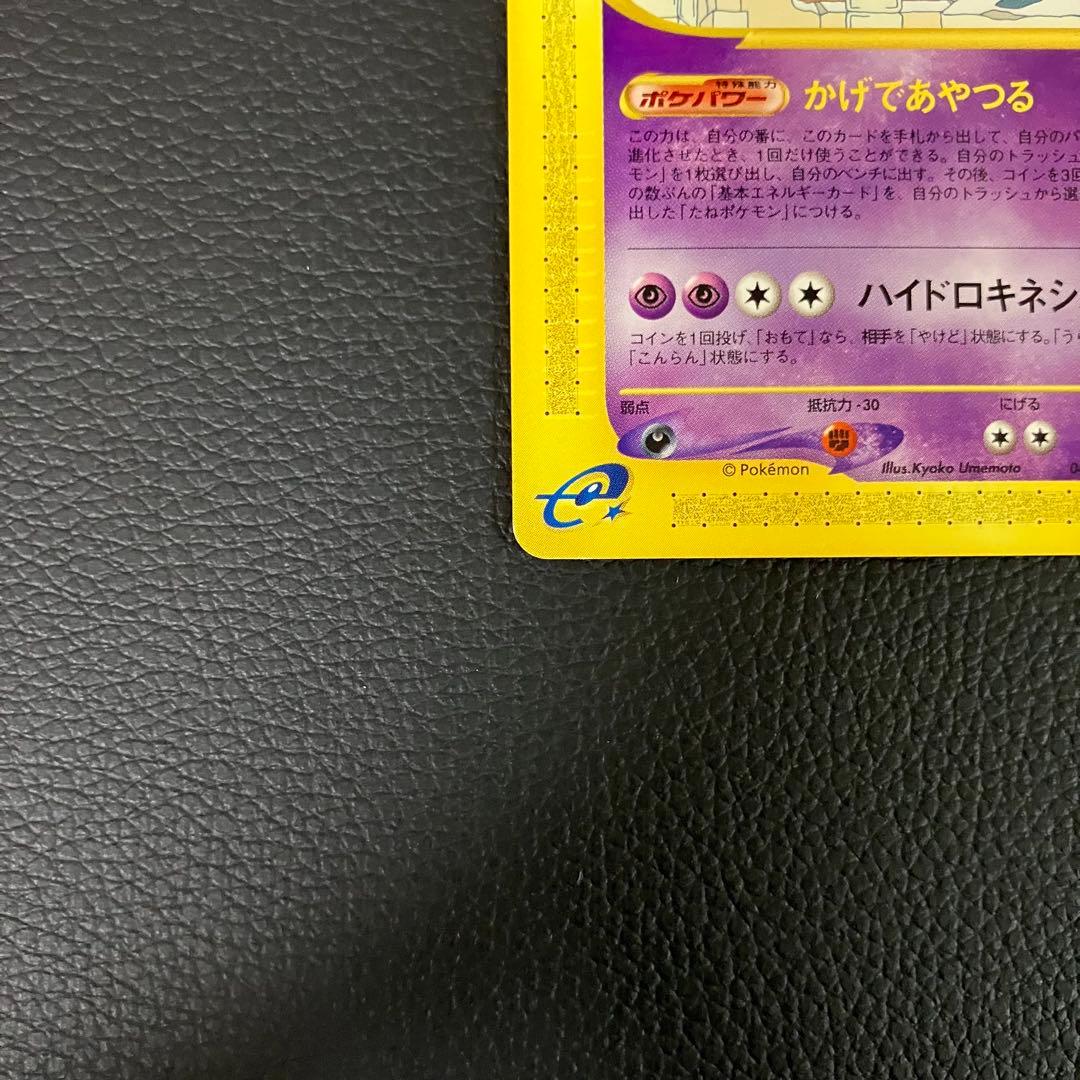 特殊能力
ポケパワー かげであやつる
この力は、自分の番に、このカードを手札から出して、自分のバ
進化させたとき、1回だけ使うことができる。自分のトラッシュ
モン」を1枚選び出し、自分のベンチに出す。その後、コインを3回
の数ぶんの「基本エネルギーカード」を、自分のトラッシュから選
出した「たねポケモン」につける。
ハイドロキネシ
コインを1回投げ、「おもて」なら、相手を「やけど」状態にする。「う
「こんらん」状態にする。
弱点 抵抗力 -30 にげる
© Pokémon Illus. Kyoko Umemoto 0
e